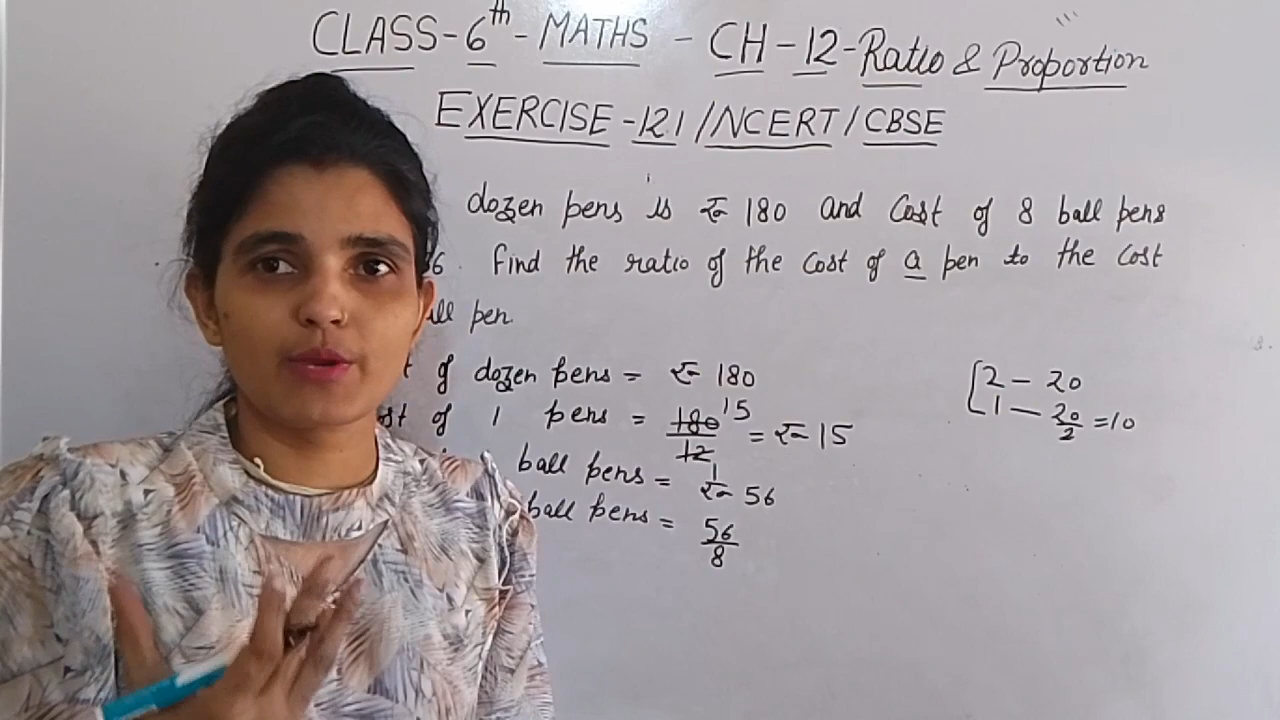 CLASS-6th-MATHS - CH-12-Ratio & Proportion
EXERCISE-12.1/NCERT/CBSE
dozen pens is ₹ 180 and cost of 8 ball pens
56. Find the ratio of the cost of a pen to the cost
pen.
of dozen pens = ₹ 180
of 1 pens = 180/12 15/1 = ₹ 15
ball pens = ₹ 56
ball pens = 56/8
2 - 20
1 - 20/2 = 10